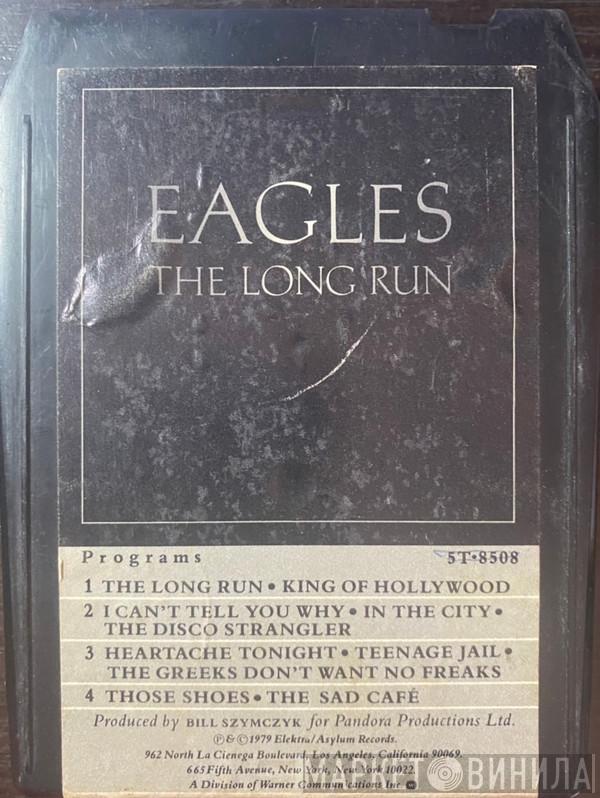 EAGLES
THE LONG RUN
Programs 5T•8508
1 THE LONG RUN • KING OF HOLLYWOOD
2 I CAN'T TELL YOU WHY • IN THE CITY •
THE DISCO STRANGLER
3 HEARTACHE TONIGHT • TEENAGE JAIL •
THE GREEKS DON'T WANT NO FREAKS
4 THOSE SHOES • THE SAD CAFÉ
Produced by BILL SZYMCZYK for Pandora Productions Ltd.
℗ & © 1979 Elektra/Asylum Records.
962 North La Cienega Boulevard, Los Angeles, California 90069.
665 Fifth Avenue, New York, New York 10022.
A Division of Warner Communications Inc.
МАРКЕТ ВИНИЛА